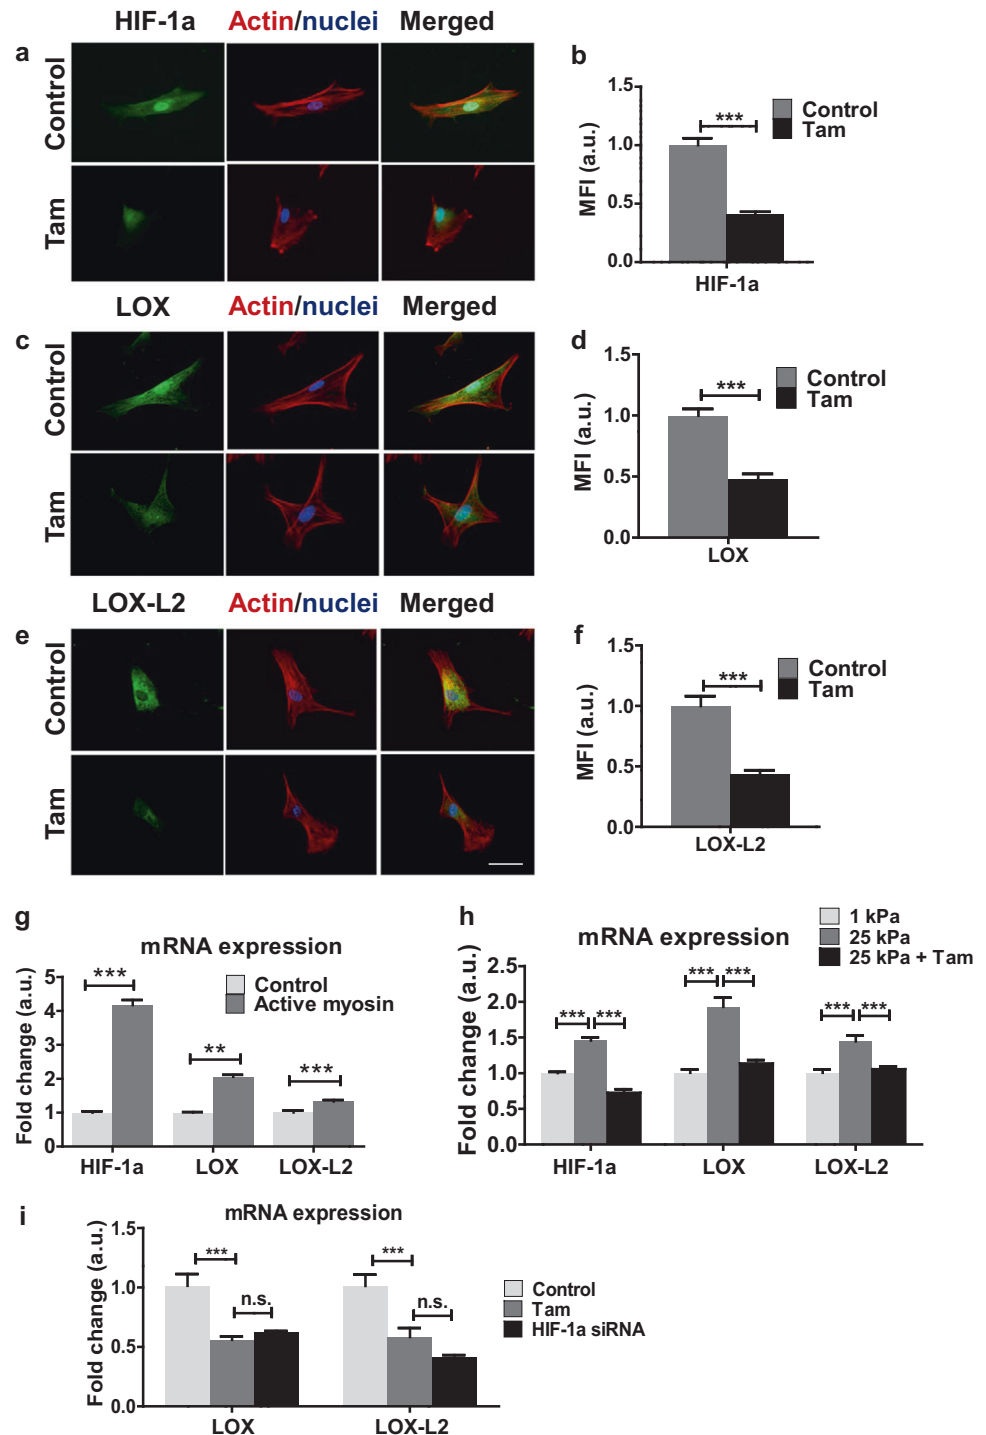 HIF-1a Actin/nuclei Merged
a
Control
Tam
b
1.5
1.0
0.5
0.0
MFI (a.u.)
***
Control
Tam
HIF-1a
LOX Actin/nuclei Merged
c
Control
Tam
d
1.5
1.0
0.5
0.0
MFI (a.u.)
***
Control
Tam
LOX
LOX-L2 Actin/nuclei Merged
e
Control
Tam
f
1.5
1.0
0.5
0.0
MFI (a.u.)
***
Control
Tam
LOX-L2
g
mRNA expression
Fold change (a.u.)
5
4
3
2
1
0
***
**
***
Control
Active myosin
HIF-1a LOX LOX-L2
h
mRNA expression
1 kPa
25 kPa
25 kPa + Tam
Fold change (a.u.)
2.5
2.0
1.5
1.0
0.5
0.0
*** ***
*** ***
*** ***
HIF-1a LOX LOX-L2
i
mRNA expression
Fold change (a.u.)
1.5
1.0
0.5
0.0
***
n.s.
***
n.s.
Control
Tam
HIF-1a siRNA
LOX LOX-L2